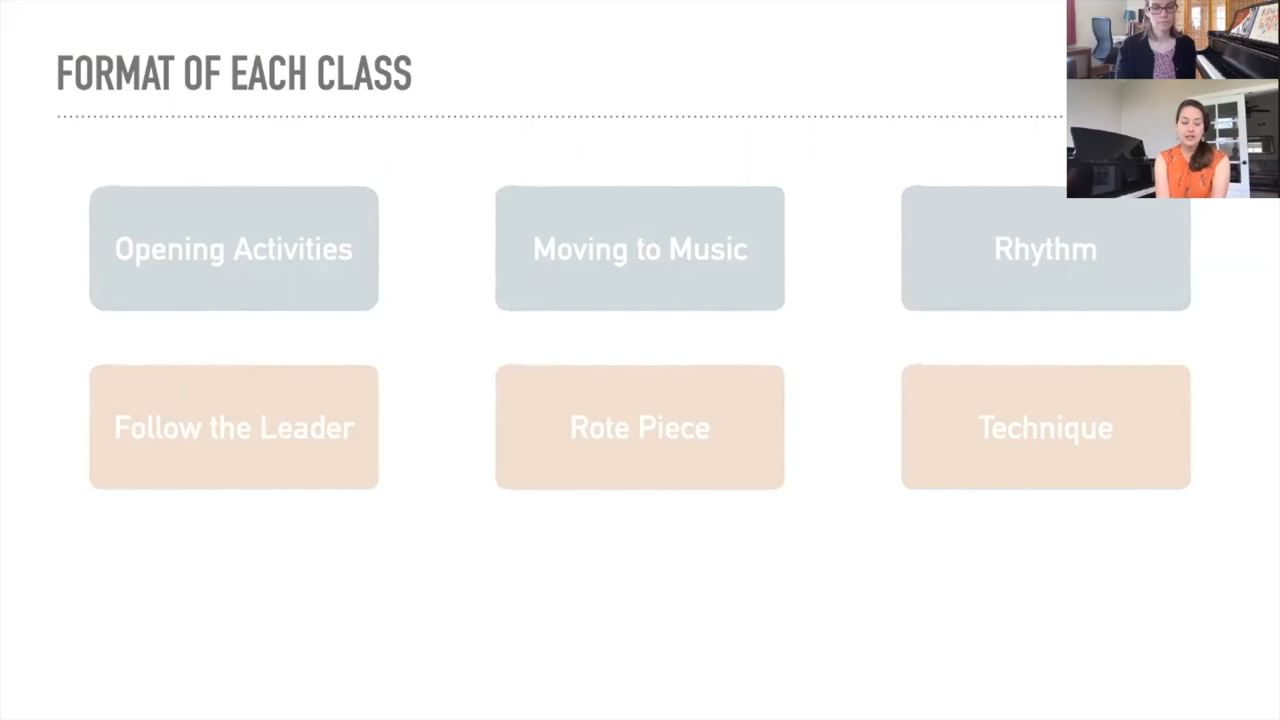 FORMAT OF EACH CLASS
Opening Activities
Moving to Music
Rhythm
Follow the Leader
Rote Piece
Technique